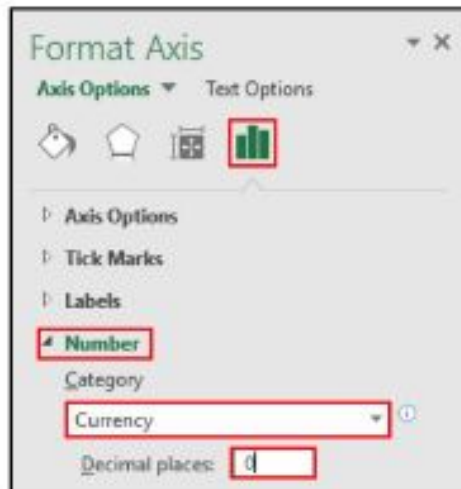 Format Axis
Axis Options Text Options
Axis Options
Tick Marks
Labels
Number
Category
Currency
Decimal places: 0